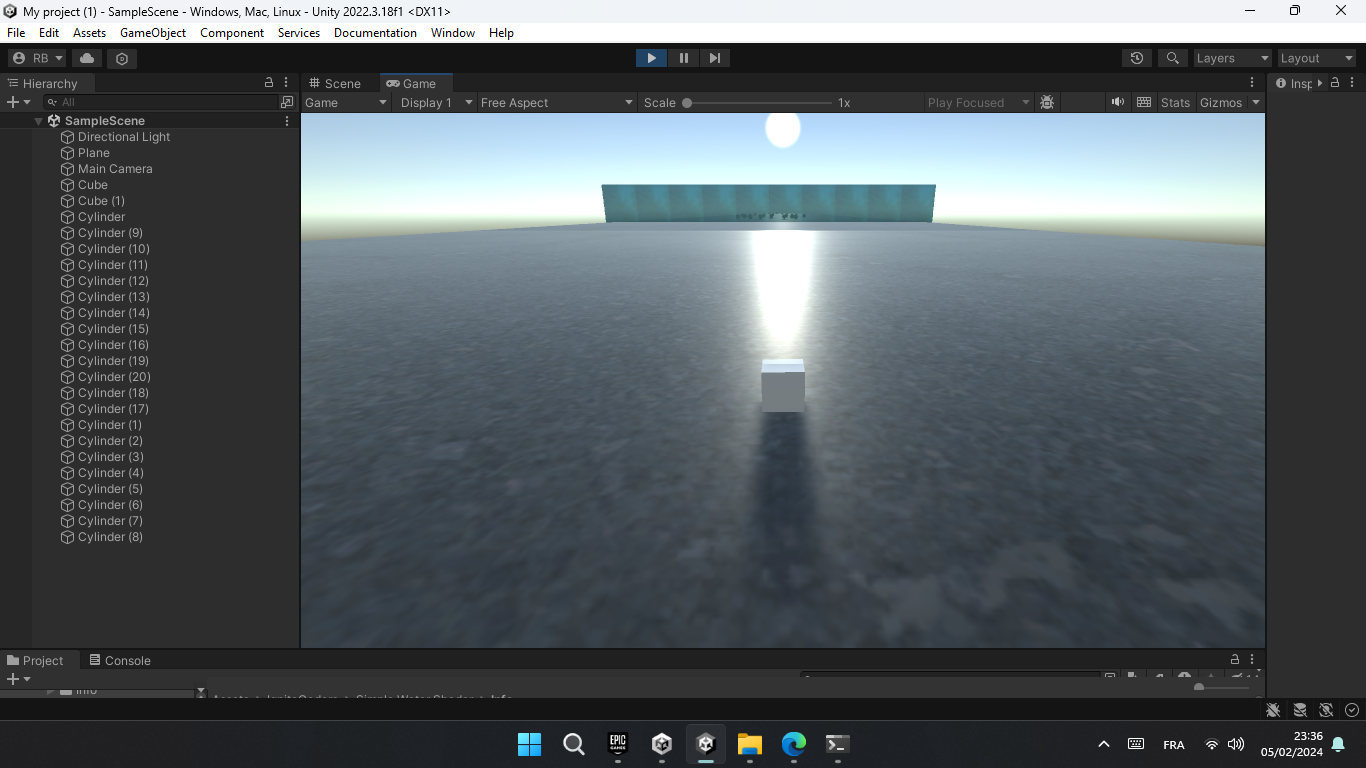 My project (1) - SampleScene - Windows, Mac, Linux - Unity 2022.3.18f1 <DX11>
File Edit Assets GameObject Component Services Documentation Window Help
RB Layers Layout
Hierarchy Scene Game Insp
All Game Display 1 Free Aspect Scale 1x Play Focused Stats Gizmos
SampleScene
Directional Light
Plane
Main Camera
Cube
Cube (1)
Cylinder
Cylinder (9)
Cylinder (10)
Cylinder (11)
Cylinder (12)
Cylinder (13)
Cylinder (14)
Cylinder (15)
Cylinder (16)
Cylinder (19)
Cylinder (20)
Cylinder (18)
Cylinder (17)
Cylinder (1)
Cylinder (2)
Cylinder (3)
Cylinder (4)
Cylinder (5)
Cylinder (6)
Cylinder (7)
Cylinder (8)
Project Console
EPIC GAMES
FRA
23:36
05/02/2024